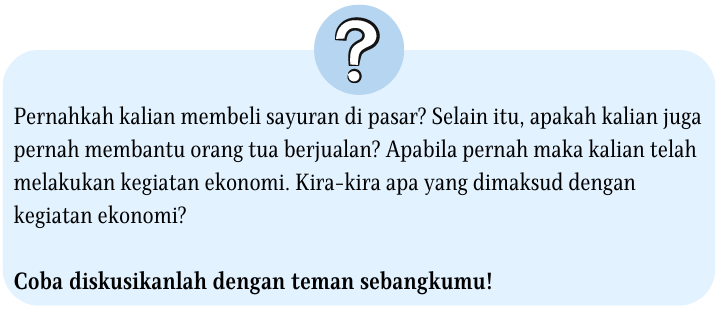 ?
Pernahkah kalian membeli sayuran di pasar? Selain itu, apakah kalian juga
pernah membantu orang tua berjualan? Apabila pernah maka kalian telah
melakukan kegiatan ekonomi. Kira-kira apa yang dimaksud dengan
kegiatan ekonomi?
Coba diskusikanlah dengan teman sebangkumu!